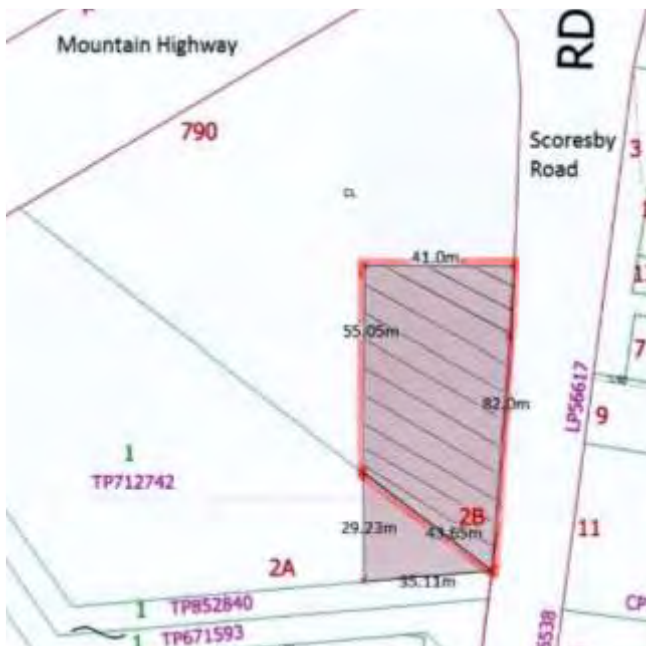 Mountain Highway
RD
790
Scoresby
Road
3
CL
41.0m
55.05m
7
82.0m
LP56617
9
1
TP712742
2B
43.65m
29.23m
11
2A
35.11m
1
TP852840
CP
1
TP671593